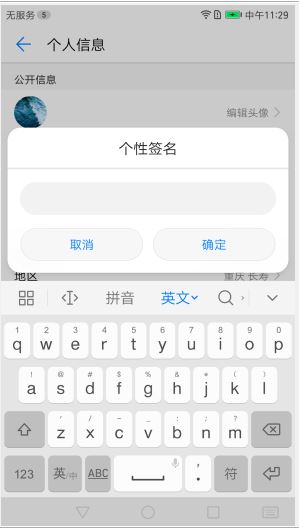 无服务 5 中午11:29
个人信息
公开信息
编辑头像
个性签名
取消 确定
地区 重庆 长寿
拼音 英文
1 2 3 4 5 6 7 8 9 0
q w e r t y u i o p
! @ # $ % & * ( )
a s d f g h j k l
' / - _ : ; ?
z x c v b n m
123 英/中 ABC , . 符